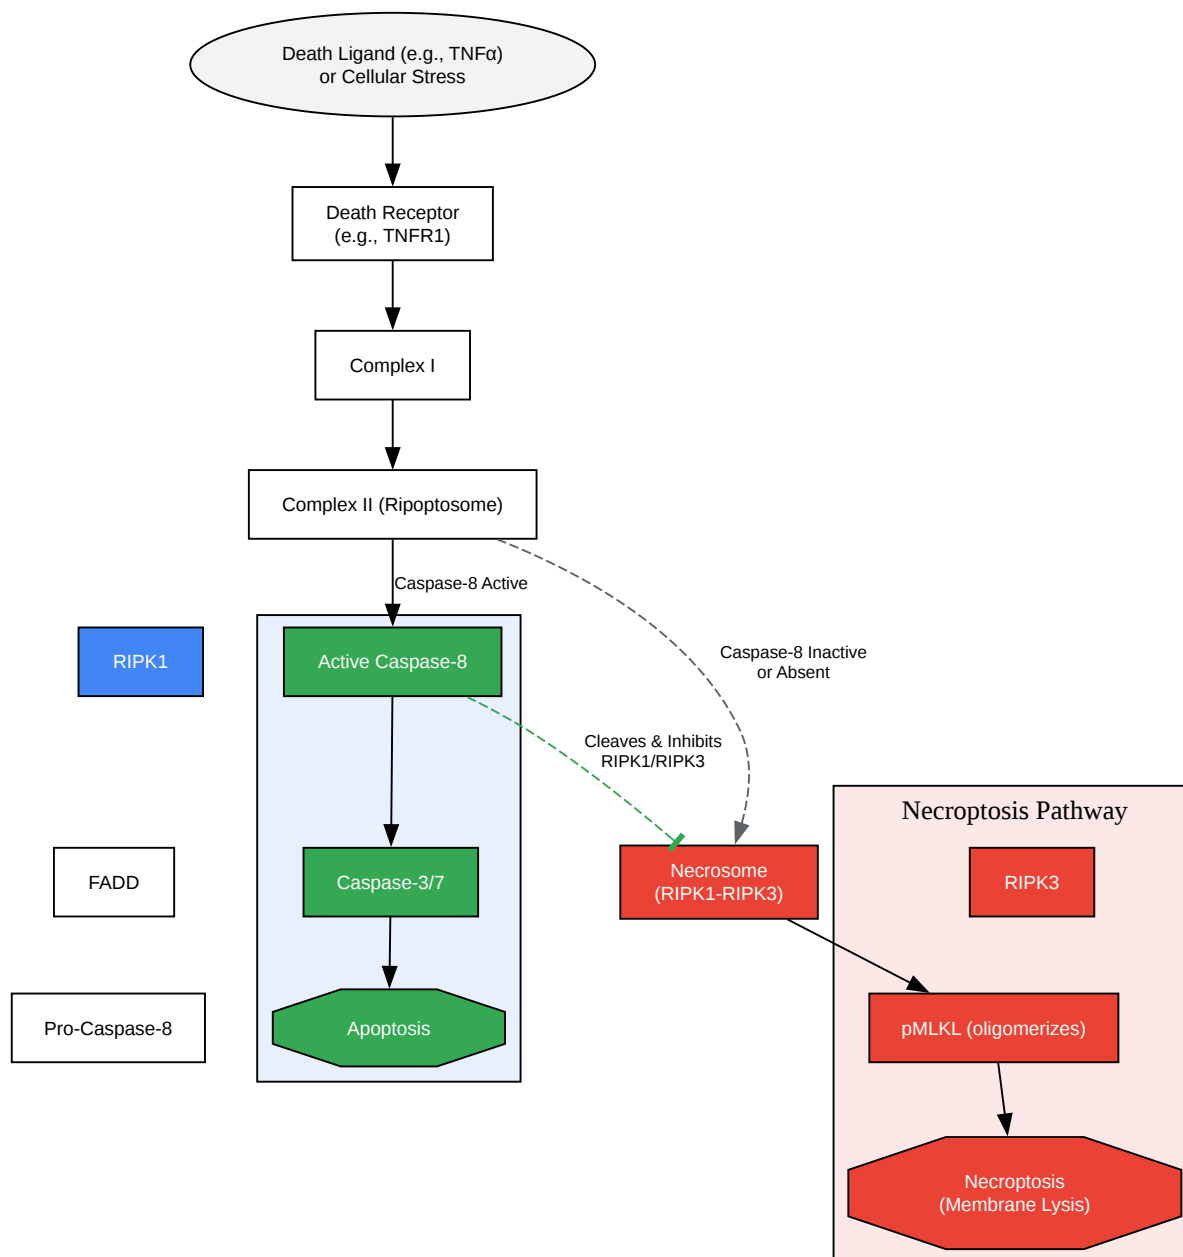 Death Ligand (e.g., TNFα)
or Cellular Stress
Death Receptor
(e.g., TNFR1)
Complex I
Complex II (Ripoptosome)
Caspase-8 Active
RIPK1
Active Caspase-8
Caspase-8 Inactive
or Absent
Cleaves & Inhibits
RIPK1/RIPK3
Necroptosis Pathway
FADD
Caspase-3/7
Necrosome
(RIPK1-RIPK3)
RIPK3
Pro-Caspase-8
Apoptosis
pMLKL (oligomerizes)
Necroptosis
(Membrane Lysis)